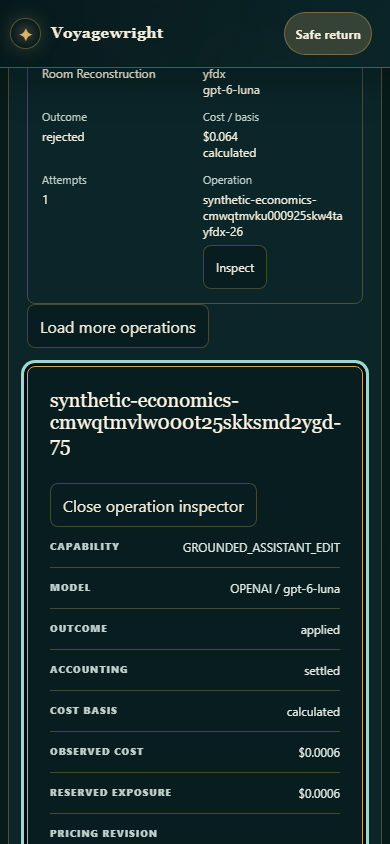 Voyagewright
Safe return
Room Reconstruction
yfdx
gpt-6-luna
Outcome
Cost / basis
rejected
$0.064
calculated
Attempts
Operation
1
synthetic-economics-
cmwqtmvku000925skw4ta
yfdx-26
Inspect
Load more operations
synthetic-economics-
cmwqtmvlw000t25skksmd2ygd-
75
Close operation inspector
CAPABILITY
GROUNDED_ASSISTANT_EDIT
MODEL
OPENAI / gpt-6-luna
OUTCOME
applied
ACCOUNTING
settled
COST BASIS
calculated
OBSERVED COST
$0.0006
RESERVED EXPOSURE
$0.0006
PRICING REVISION